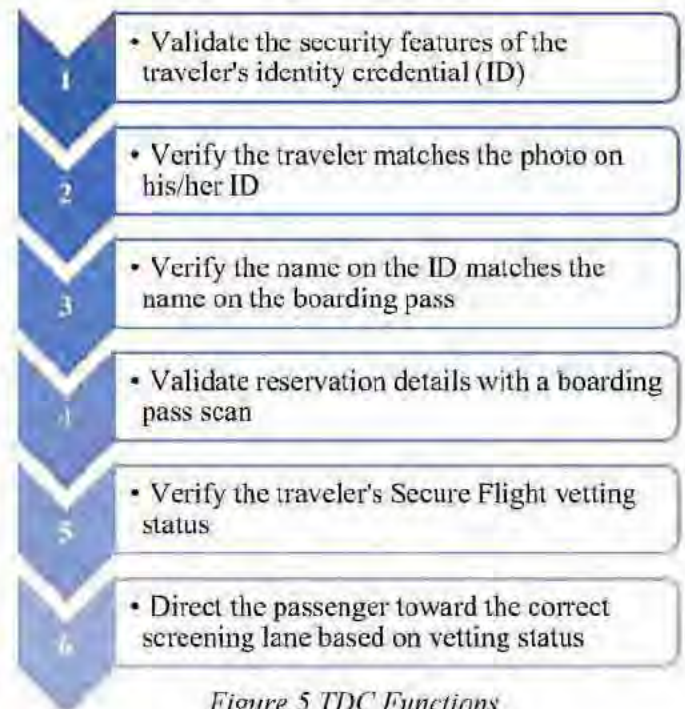 1
• Validate the security features of the
traveler's identity credential (ID)
2
• Verify the traveler matches the photo on
his/her ID
3
• Verify the name on the ID matches the
name on the boarding pass
4
• Validate reservation details with a boarding
pass scan
5
• Verify the traveler's Secure Flight vetting
status
6
• Direct the passenger toward the correct
screening lane based on vetting status
Figure 5 TDC Functions